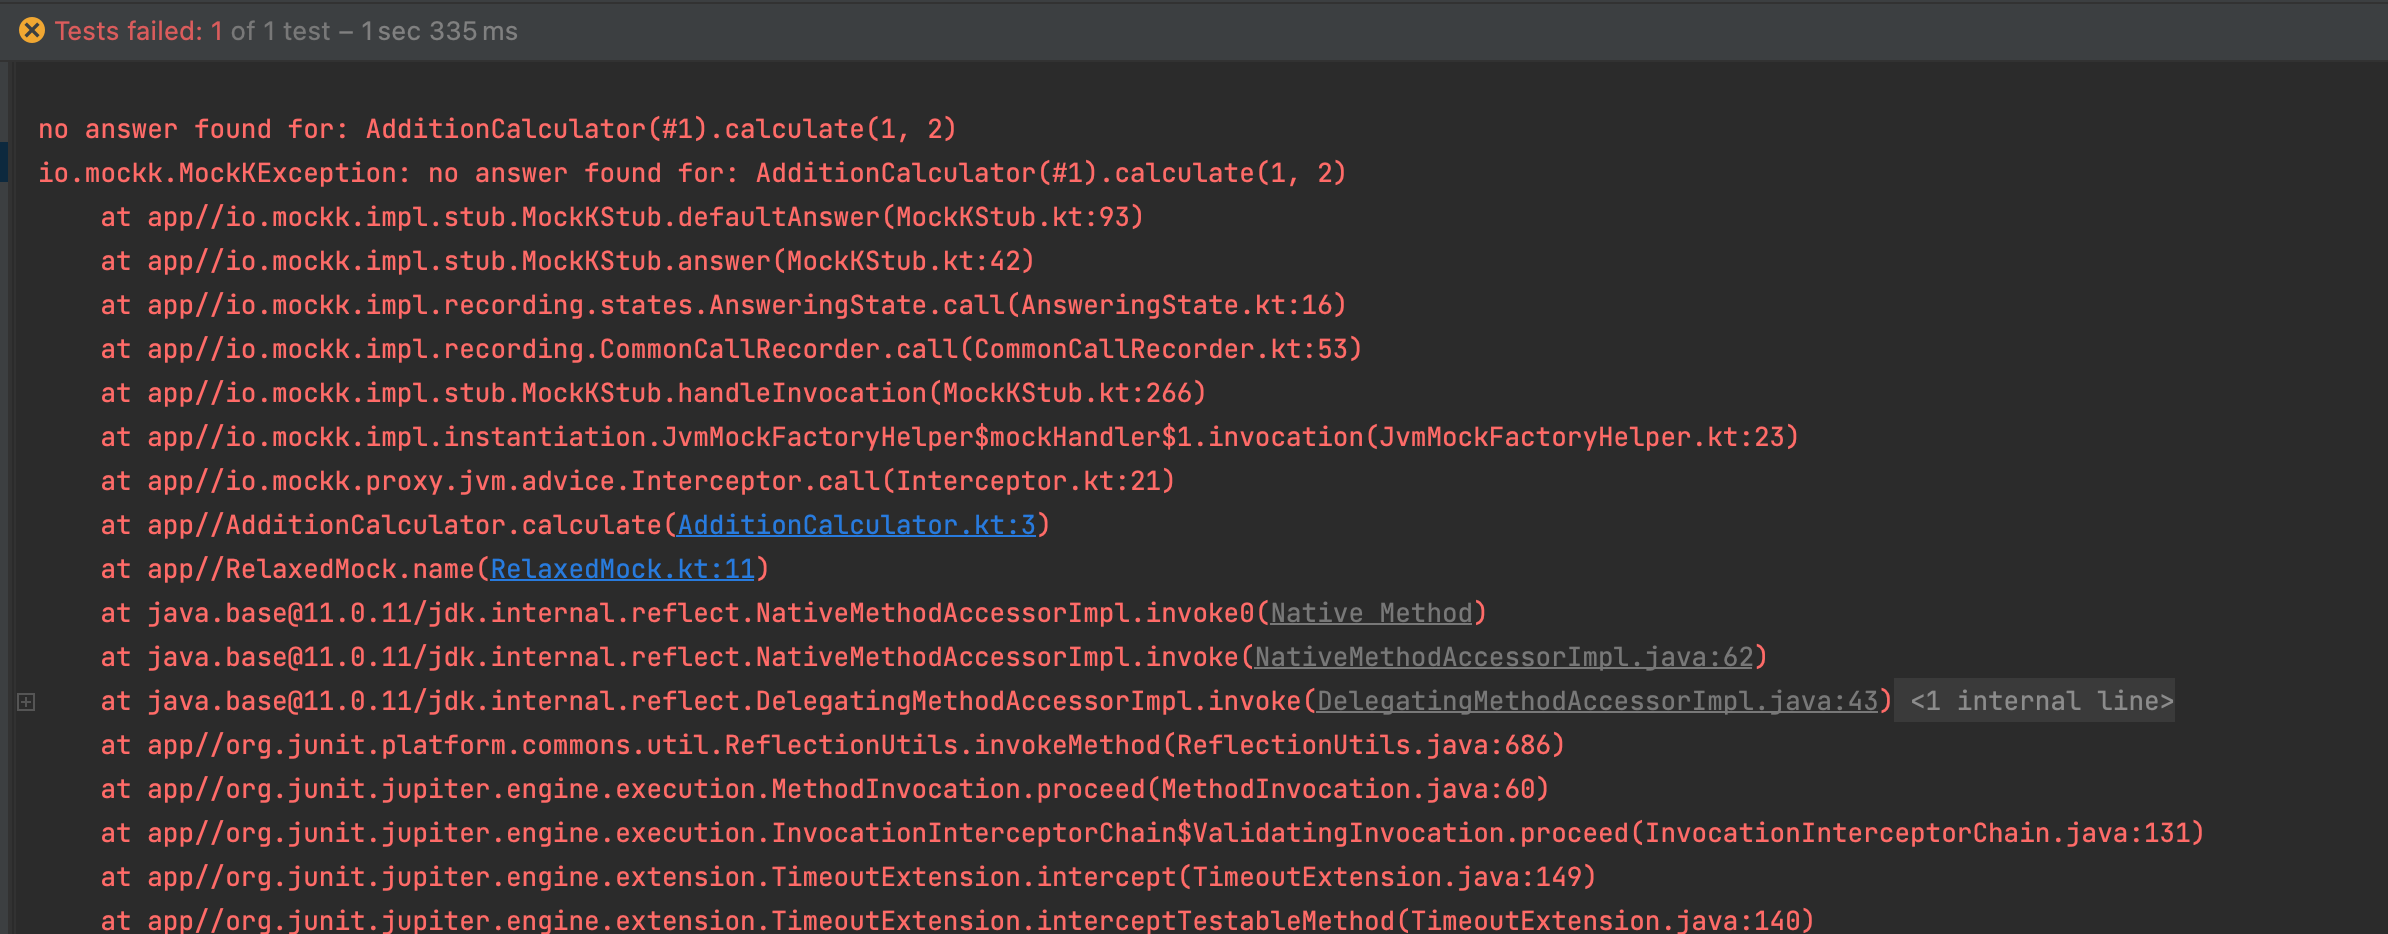 Tests failed: 1 of 1 test – 1 sec 335 ms
no answer found for: AdditionCalculator(#1).calculate(1, 2)
io.mockk.MockKException: no answer found for: AdditionCalculator(#1).calculate(1, 2)
at app//io.mockk.impl.stub.MockKStub.defaultAnswer(MockKStub.kt:93)
at app//io.mockk.impl.stub.MockKStub.answer(MockKStub.kt:42)
at app//io.mockk.impl.recording.states.AnsweringState.call(AnsweringState.kt:16)
at app//io.mockk.impl.recording.CommonCallRecorder.call(CommonCallRecorder.kt:53)
at app//io.mockk.impl.stub.MockKStub.handleInvocation(MockKStub.kt:266)
at app//io.mockk.impl.instantiation.JvmMockFactoryHelper$mockHandler$1.invocation(JvmMockFactoryHelper.kt:23)
at app//io.mockk.proxy.jvm.advice.Interceptor.call(Interceptor.kt:21)
at app//AdditionCalculator.calculate(AdditionCalculator.kt:3)
at app//RelaxedMock.name(RelaxedMock.kt:11)
at java.base@11.0.11/jdk.internal.reflect.NativeMethodAccessorImpl.invoke0(Native Method)
at java.base@11.0.11/jdk.internal.reflect.NativeMethodAccessorImpl.invoke(NativeMethodAccessorImpl.java:62)
at java.base@11.0.11/jdk.internal.reflect.DelegatingMethodAccessorImpl.invoke(DelegatingMethodAccessorImpl.java:43) <1 internal line>
at app//org.junit.platform.commons.util.ReflectionUtils.invokeMethod(ReflectionUtils.java:686)
at app//org.junit.jupiter.engine.execution.MethodInvocation.proceed(MethodInvocation.java:60)
at app//org.junit.jupiter.engine.execution.InvocationInterceptorChain$ValidatingInvocation.proceed(InvocationInterceptorChain.java:131)
at app//org.junit.jupiter.engine.extension.TimeoutExtension.intercept(TimeoutExtension.java:149)
at app//org.junit.jupiter.engine.extension.TimeoutExtension.interceptTestableMethod(TimeoutExtension.java:140)